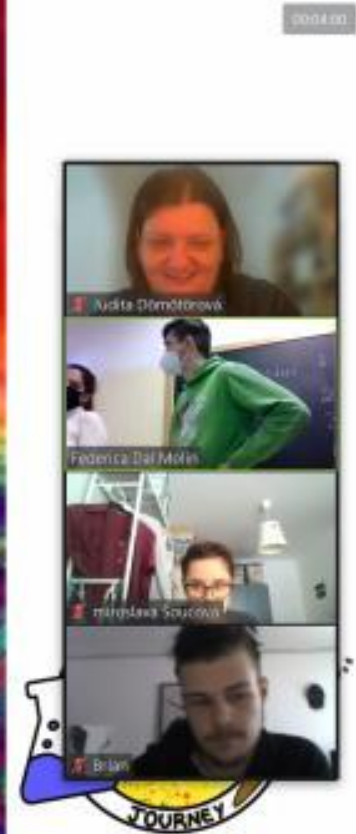 00:04:00
Judita Dömötörová
Federica Dal Molin
miroslava Soucova
Brian
JOURNEY